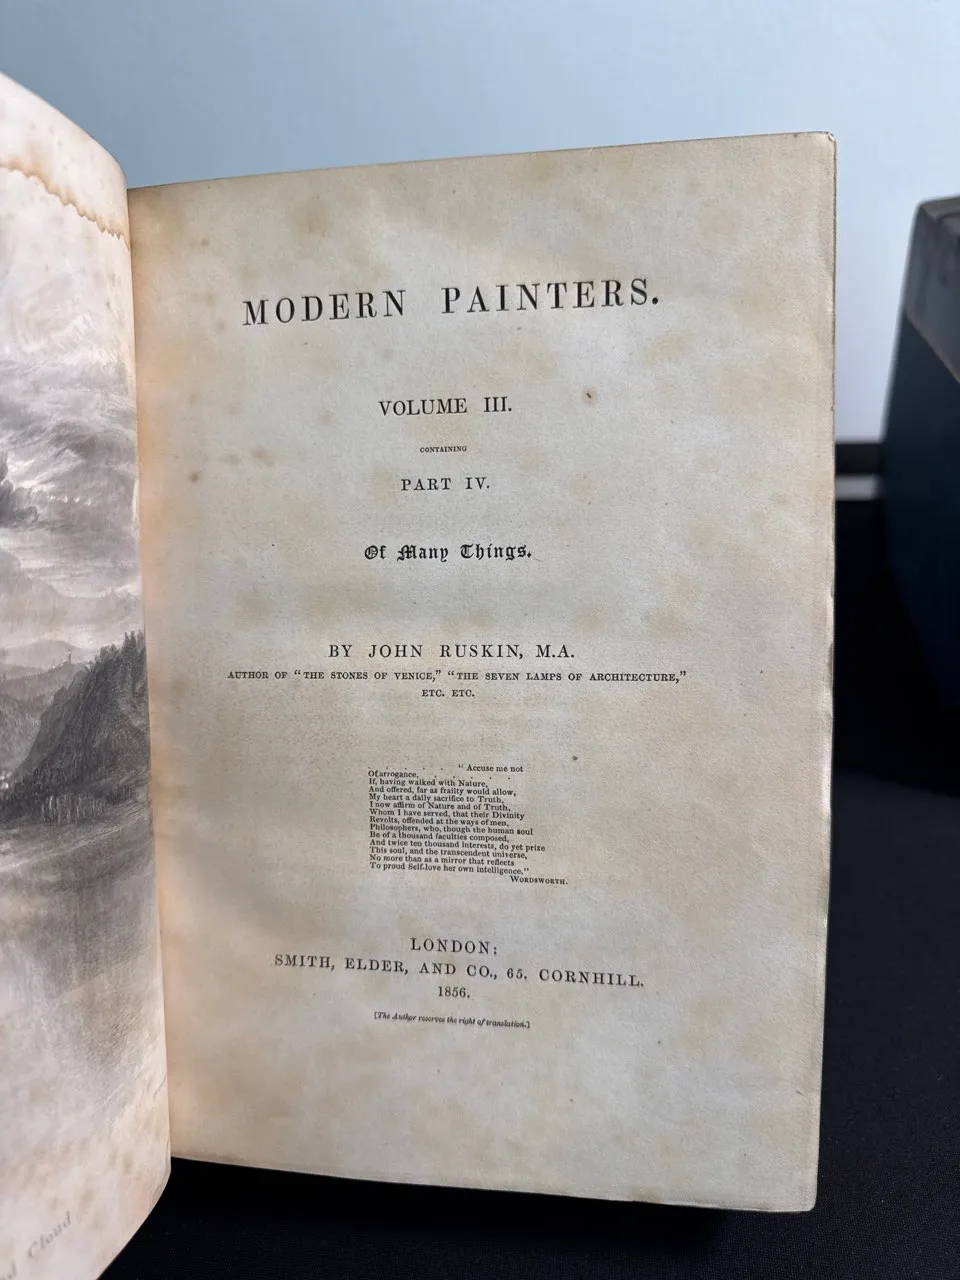 MODERN PAINTERS.
VOLUME III.
CONTAINING
PART IV.
Of Many Things.
BY JOHN RUSKIN, M.A.
AUTHOR OF "THE STONES OF VENICE," "THE SEVEN LAMPS OF ARCHITECTURE,"
ETC. ETC.
. . . . . "Accuse me not
Of arrogance, . . . . .
If, having walked with Nature,
And offered, far as frailty would allow,
My heart a daily sacrifice to Truth,
I now affirm of Nature and of Truth,
Whom I have served, that their Divinity
Revolts, offended at the ways of men,
Philosophers, who, though the human soul
Be of a thousand faculties composed,
And twice ten thousand interests, do yet prize
This soul, and the transcendent universe,
No more than as a mirror that reflects
To proud Self-love her own intelligence."
WORDSWORTH.
LONDON:
SMITH, ELDER, AND CO., 65. CORNHILL.
1856.
[The Author reserves the right of translation.]
Cloud